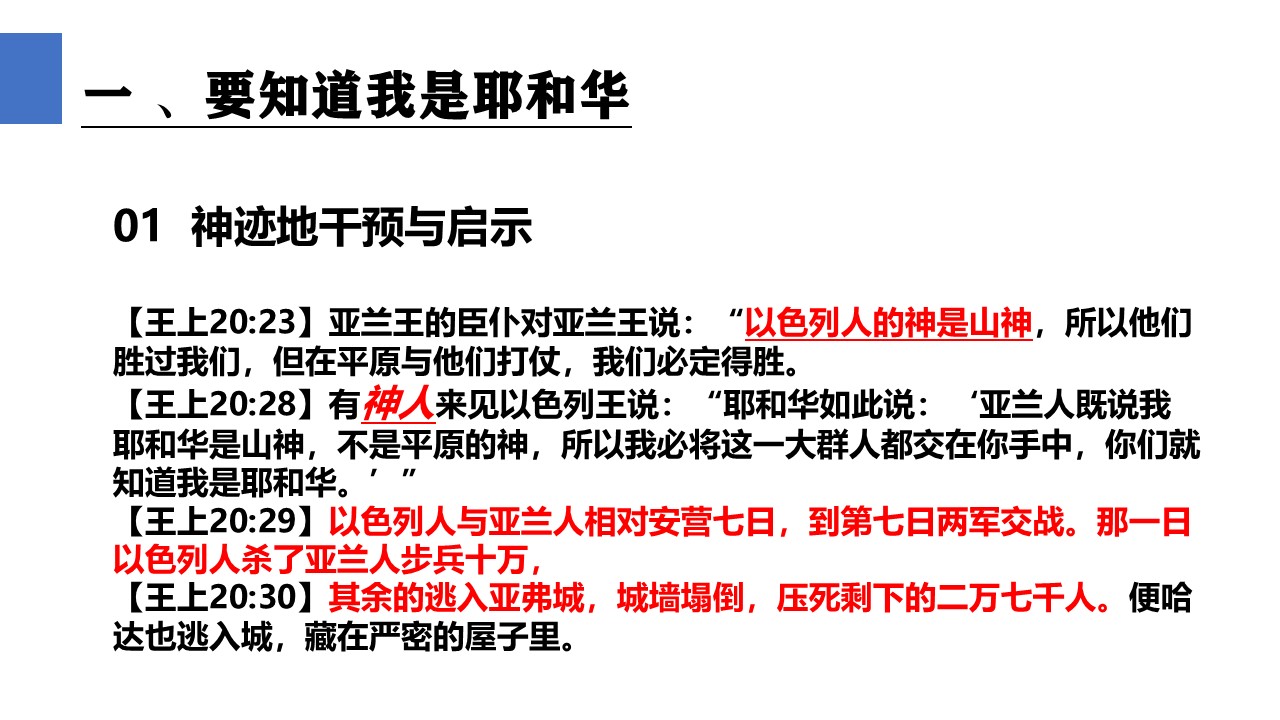 一 、要知道我是耶和华
01 神迹地干预与启示
【王上20:23】亚兰王的臣仆对亚兰王说：“以色列人的神是山神，所以他们
胜过我们，但在平原与他们打仗，我们必定得胜。
【王上20:28】有神人来见以色列王说：“耶和华如此说：‘亚兰人既说我
耶和华是山神，不是平原的神，所以我必将这一大群人都交在你手中，你们就
知道我是耶和华。’”
【王上20:29】以色列人与亚兰人相对安营七日，到第七日两军交战。那一日
以色列人杀了亚兰人步兵十万，
【王上20:30】其余的逃入亚弗城，城墙塌倒，压死剩下的二万七千人。便哈
达也逃入城，藏在严密的屋子里。